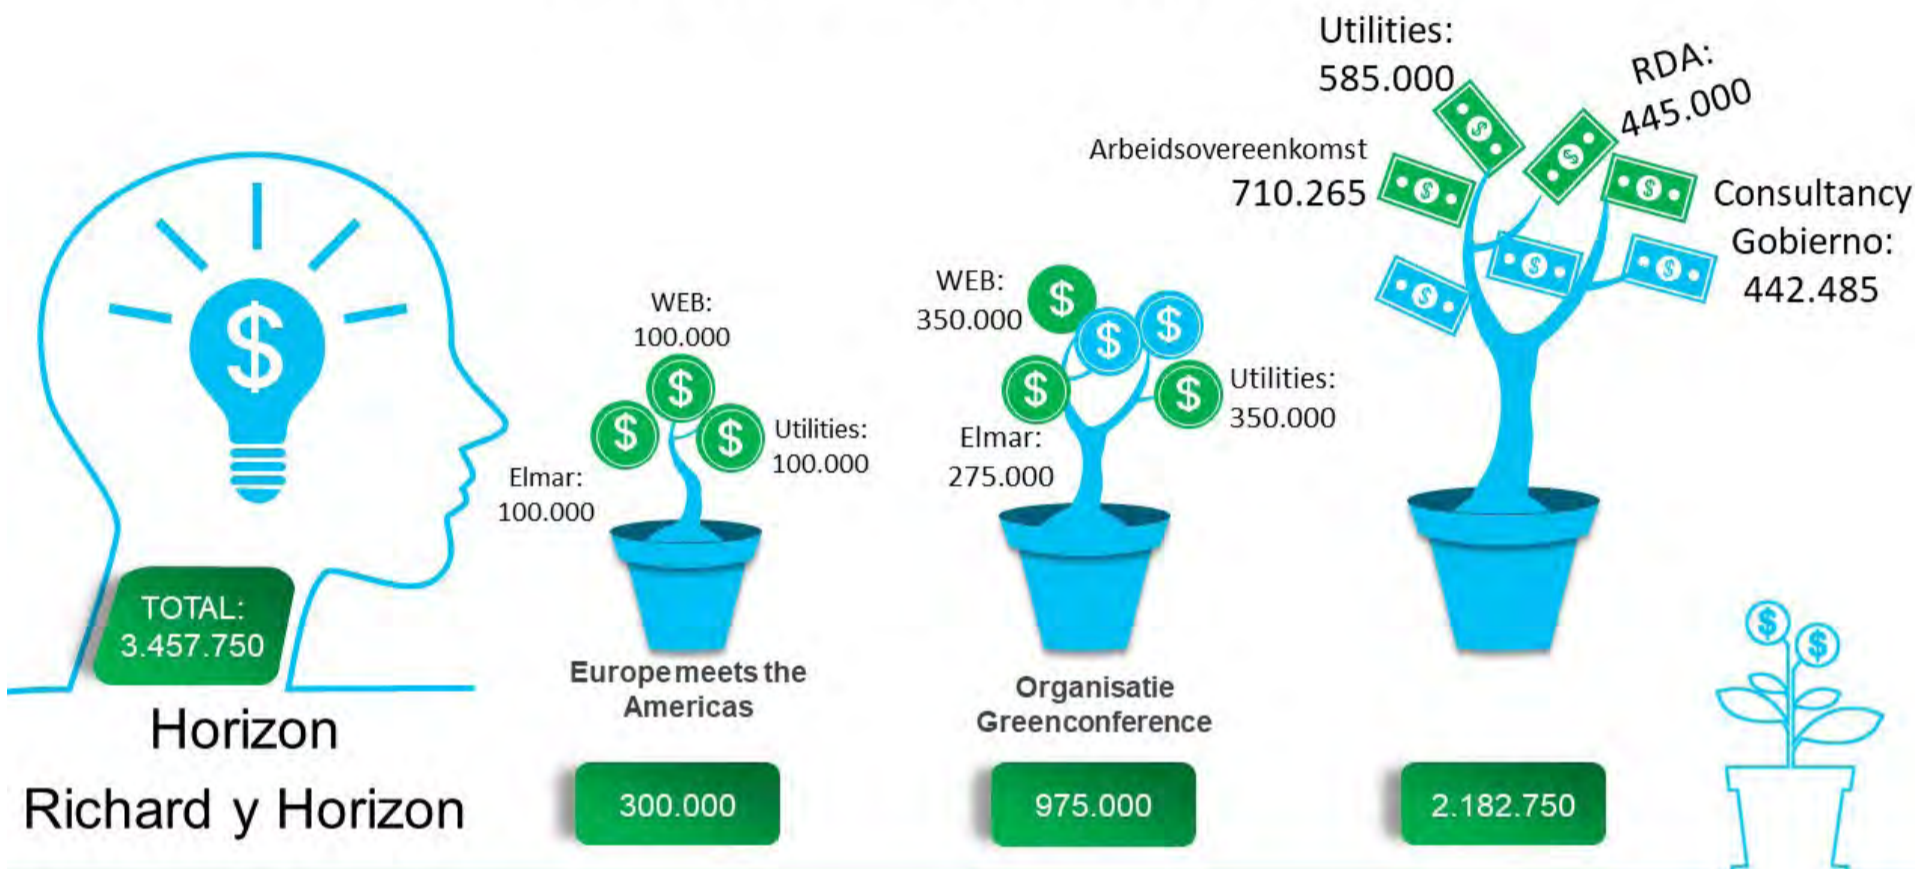 TOTAL:
3.457.750
Horizon
Richard y Horizon
WEB:
100.000
Elmar:
100.000
Utilities:
100.000
Europe meets the
Americas
300.000
WEB:
350.000
Elmar:
275.000
Utilities:
350.000
Organisatie
Greenconference
975.000
Utilities:
585.000
RDA:
445.000
Arbeidsovereenkomst
710.265
Consultancy
Gobierno:
442.485
2.182.750